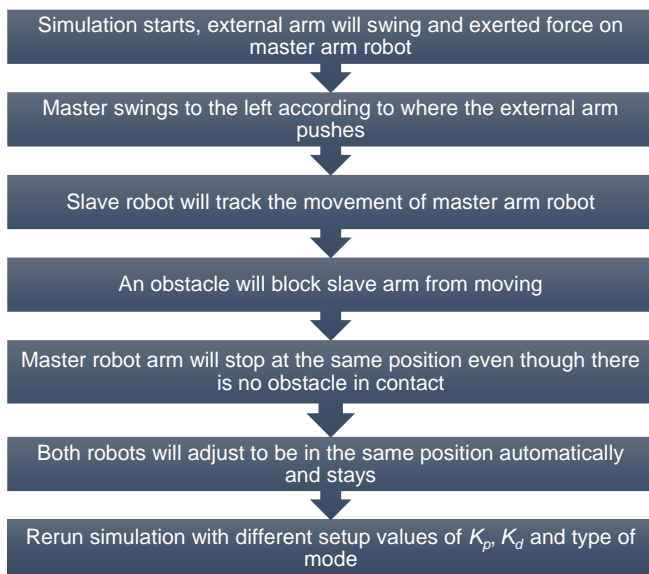 Simulation starts, external arm will swing and exerted force on
master arm robot
Master swings to the left according to where the external arm
pushes
Slave robot will track the movement of master arm robot
An obstacle will block slave arm from moving
Master robot arm will stop at the same position even though there
is no obstacle in contact
Both robots will adjust to be in the same position automatically
and stays
Rerun simulation with different setup values of Kp, Kd and type of
mode